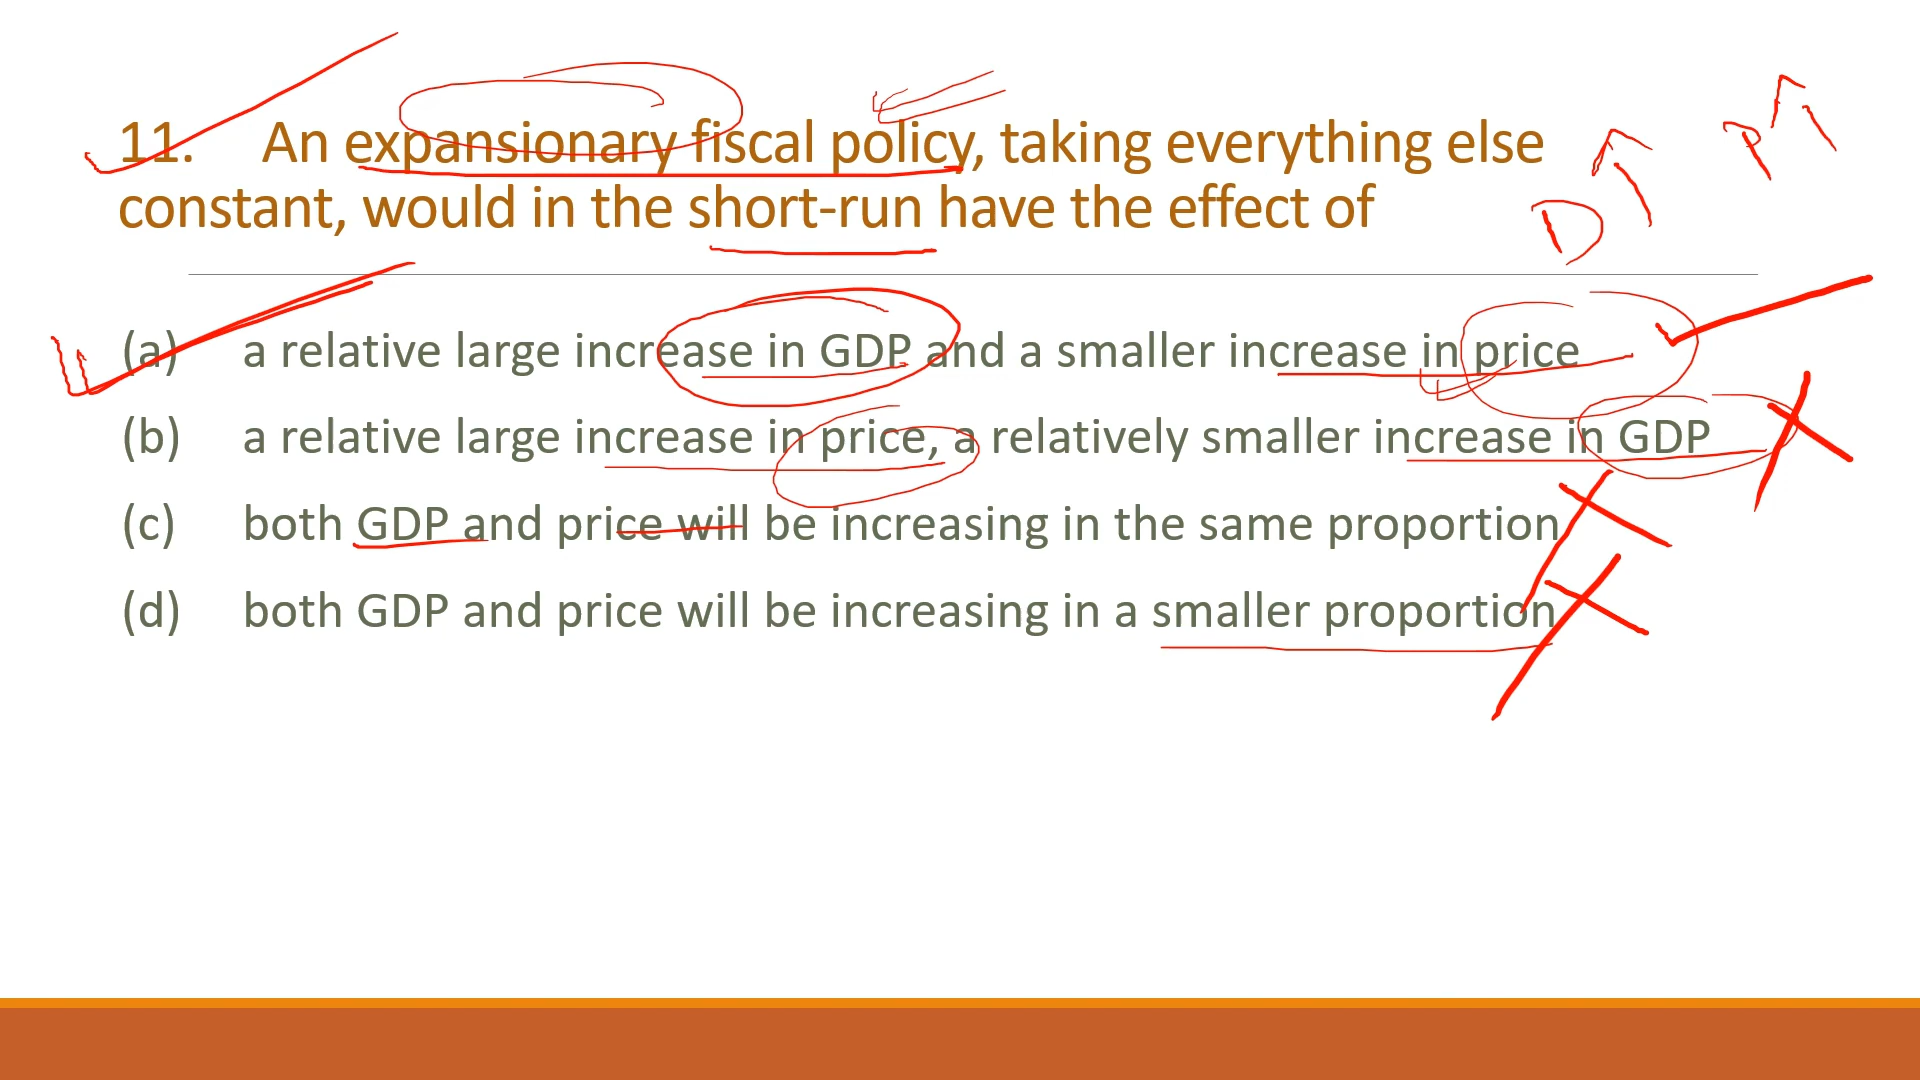 11. An expansionary fiscal policy, taking everything else
constant, would in the short-run have the effect of
D
P
(a) a relative large increase in GDP and a smaller increase in price
(b) a relative large increase in price, a relatively smaller increase in GDP
(c) both GDP and price will be increasing in the same proportion
(d) both GDP and price will be increasing in a smaller proportion